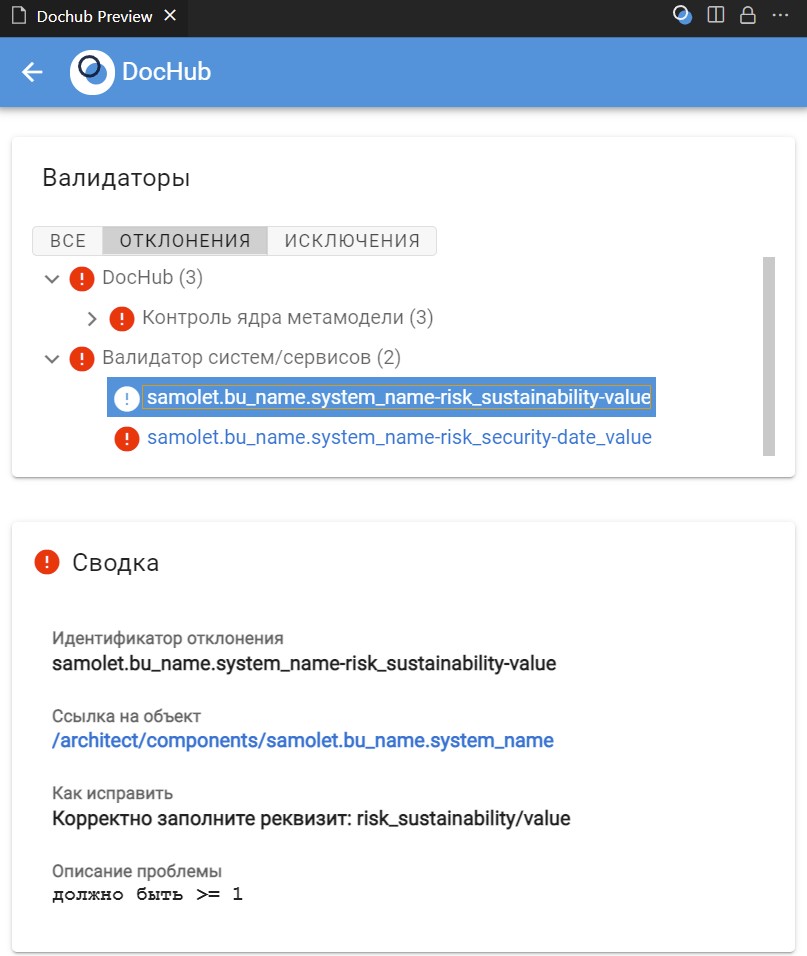 Dochub Preview
DocHub
Валидаторы
ВСЕ ОТКЛОНЕНИЯ ИСКЛЮЧЕНИЯ
DocHub (3)
Контроль ядра метамодели (3)
Валидатор систем/сервисов (2)
samolet.bu_name.system_name-risk_sustainability-value
samolet.bu_name.system_name-risk_security-date_value
Сводка
Идентификатор отклонения
samolet.bu_name.system_name-risk_sustainability-value
Ссылка на объект
/architect/components/samolet.bu_name.system_name
Как исправить
Корректно заполните реквизит: risk_sustainability/value
Описание проблемы
должно быть >= 1